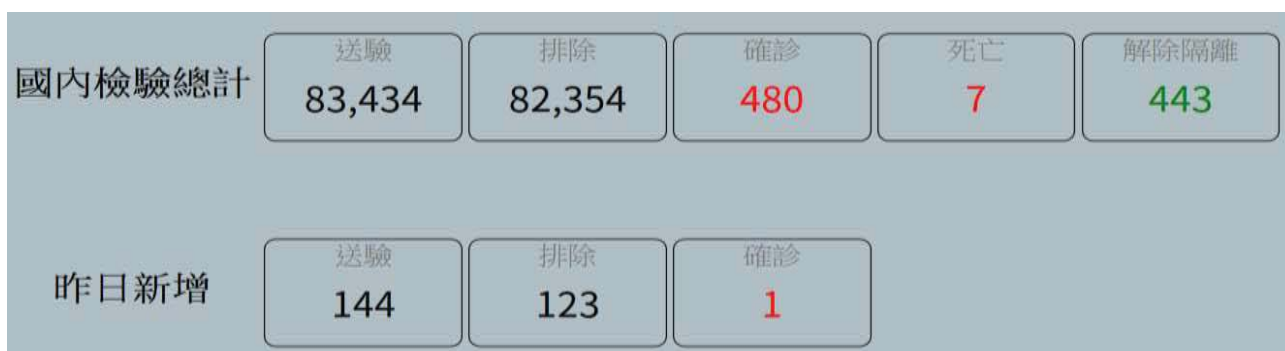 國內檢驗總計
送驗 排除 確診 死亡 解除隔離
83,434 82,354 480 7 443
昨日新增
送驗 排除 確診
144 123 1